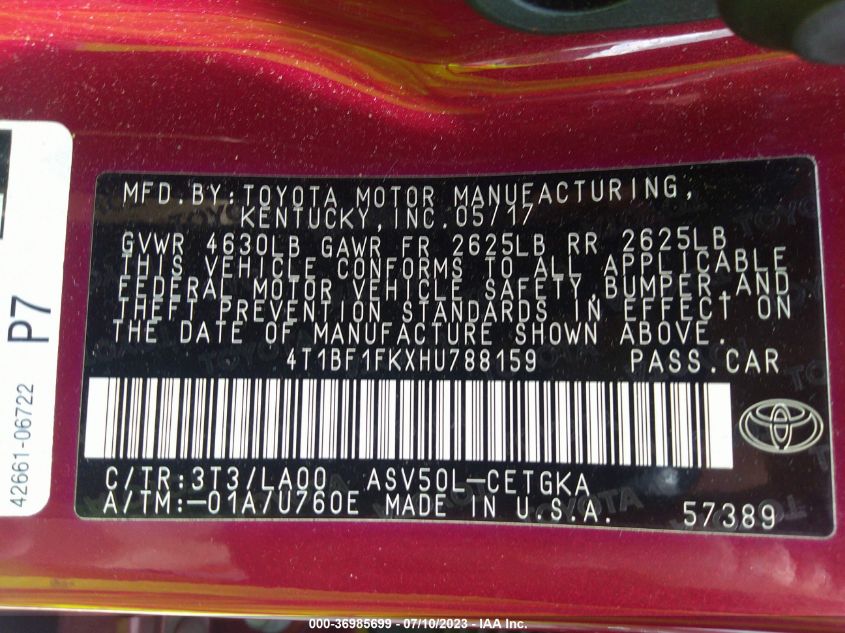 MFD.BY:TOYOTA MOTOR MANUFACTURING,
KENTUCKY,INC.05/17
GVWR 4630LB GAWR FR 2625LB RR 2625LB
THIS VEHICLE CONFORMS TO ALL APPLICABLE
FEDERAL MOTOR VEHICLE SAFETY,BUMPER,AND
THEFT PREVENTION STANDARDS IN EFFECT ON
THE DATE OF MANUFACTURE SHOWN ABOVE.
4T1BF1FKXHU788159 PASS.CAR
C/TR:3T3/LA00 ASV50L-CETGKA
A/TM:-01A7U760E MADE IN U.S.A. 57389
P7
42661-06722
000-36985699 - 07/10/2023 - IAA Inc.